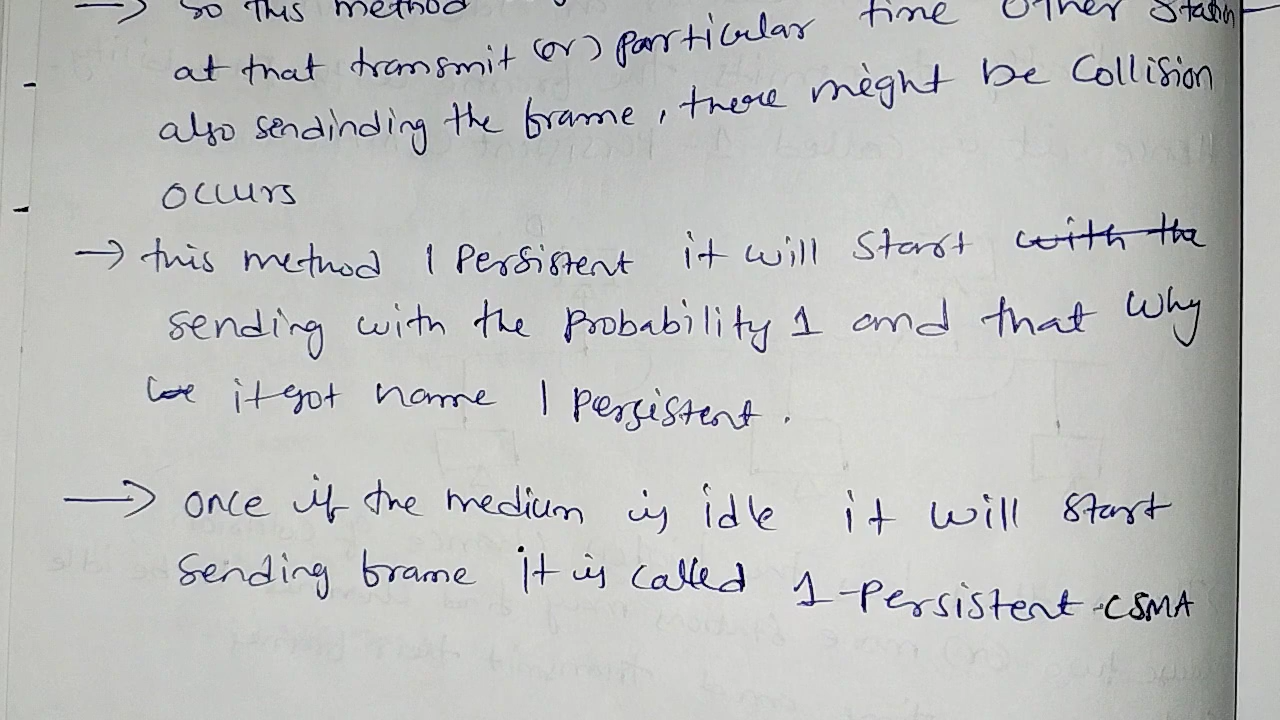 → so this method
at that transmit (or) particular time other station
also sendinding the frame, there might be Collision
occurs
→ this method 1 Persistent it will Start with the
sending with the Probability 1 and that why
we it got name 1 Persistent.
→ once if the medium is idle it will start
Sending frame it is called 1-Persistent-CSMA